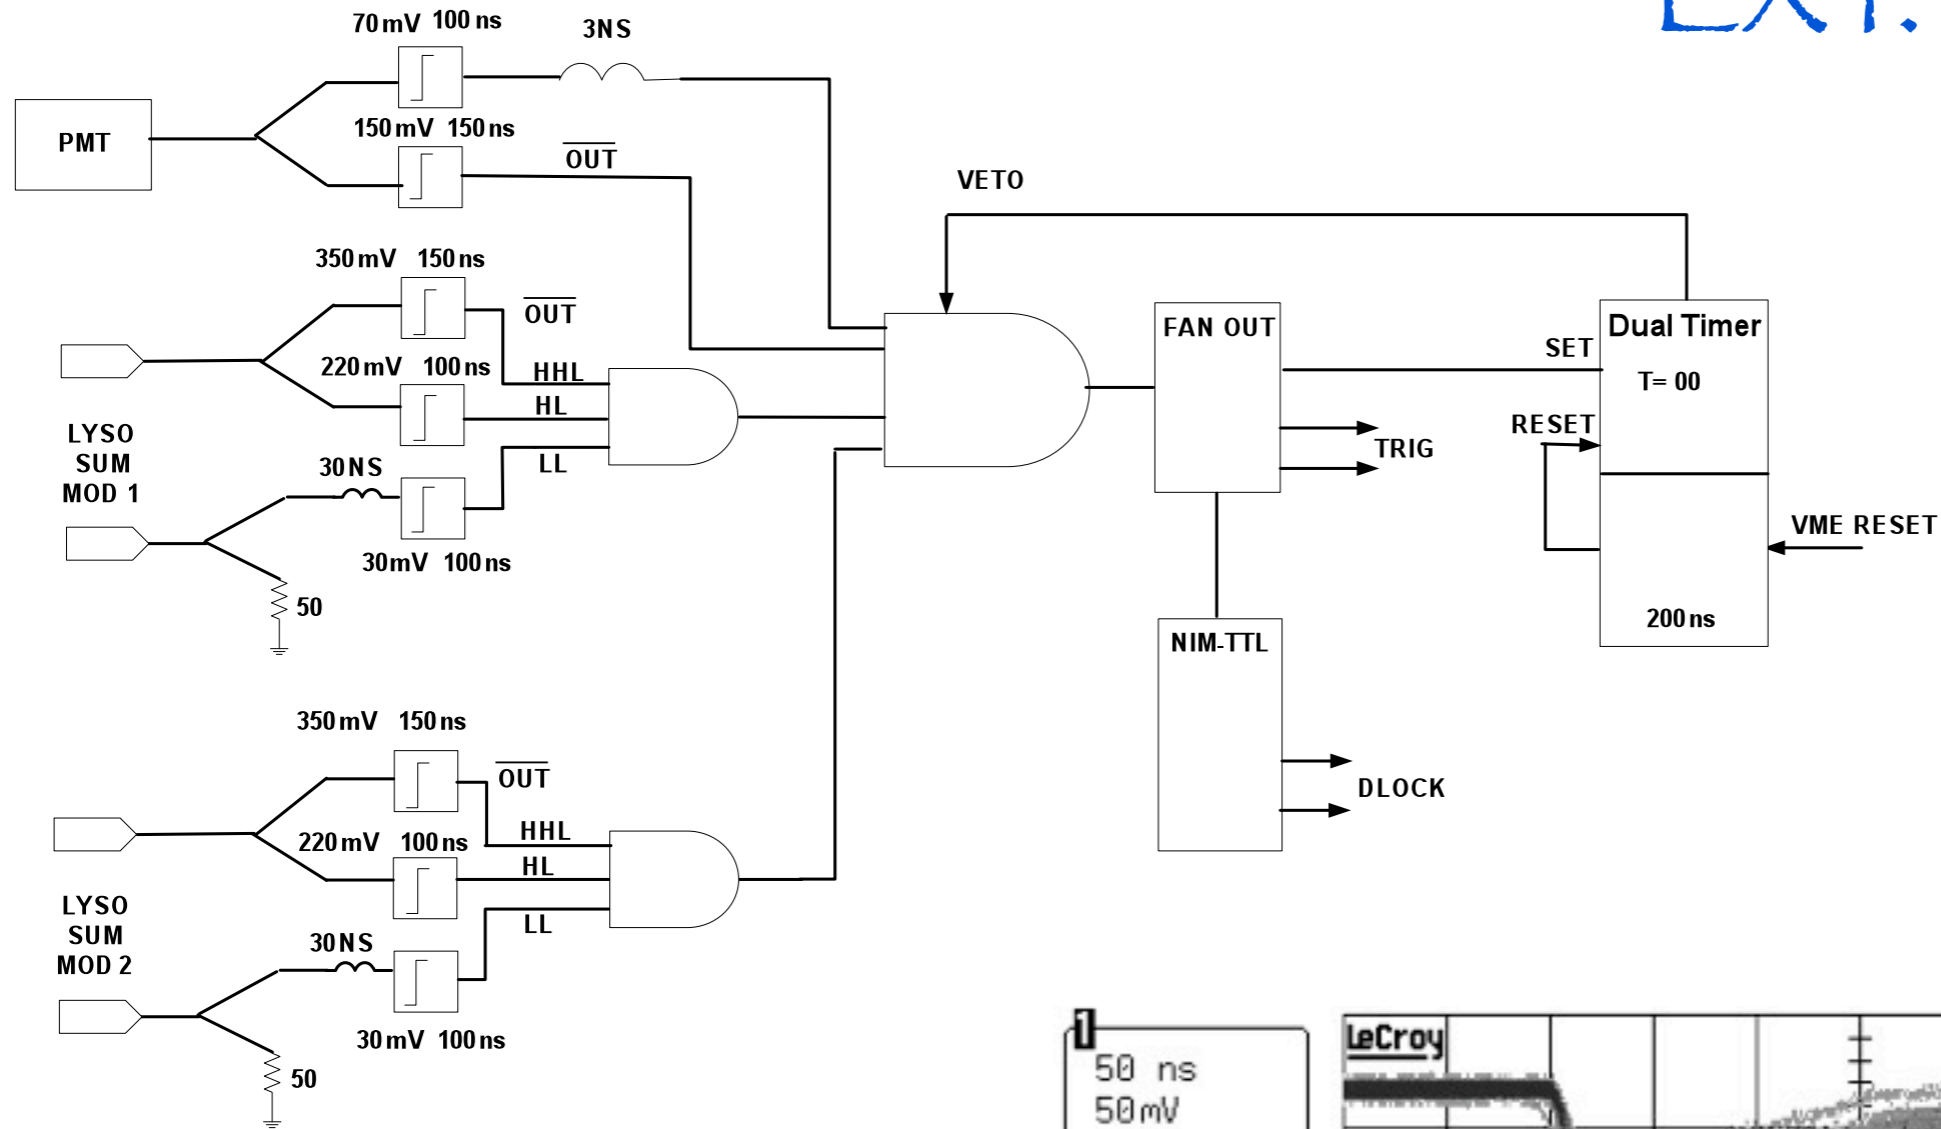 EXT.
70mV 100ns
3NS
PMT
150mV 150ns
OUT
VETO
350mV 150ns
OUT
220mV 100ns
HHL
HL
LL
LYSO
SUM
MOD 1
30NS
30mV 100ns
50
FAN OUT
SET
Dual Timer
T= 00
RESET
TRIG
VME RESET
200ns
NIM-TTL
DLOCK
350mV 150ns
OUT
220mV 100ns
HHL
HL
LL
LYSO
SUM
MOD 2
30NS
30mV 100ns
50
1
50 ns
50mV
LeCroy